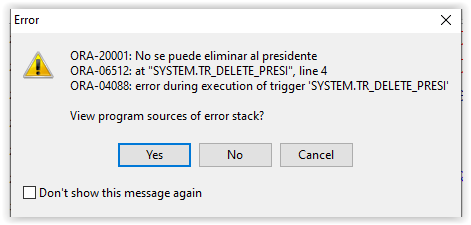 Error
ORA-20001: No se puede eliminar al presidente
ORA-06512: at "SYSTEM.TR_DELETE_PRESI", line 4
ORA-04088: error during execution of trigger 'SYSTEM.TR_DELETE_PRESI'
View program sources of error stack?
Yes No Cancel
Don't show this message again